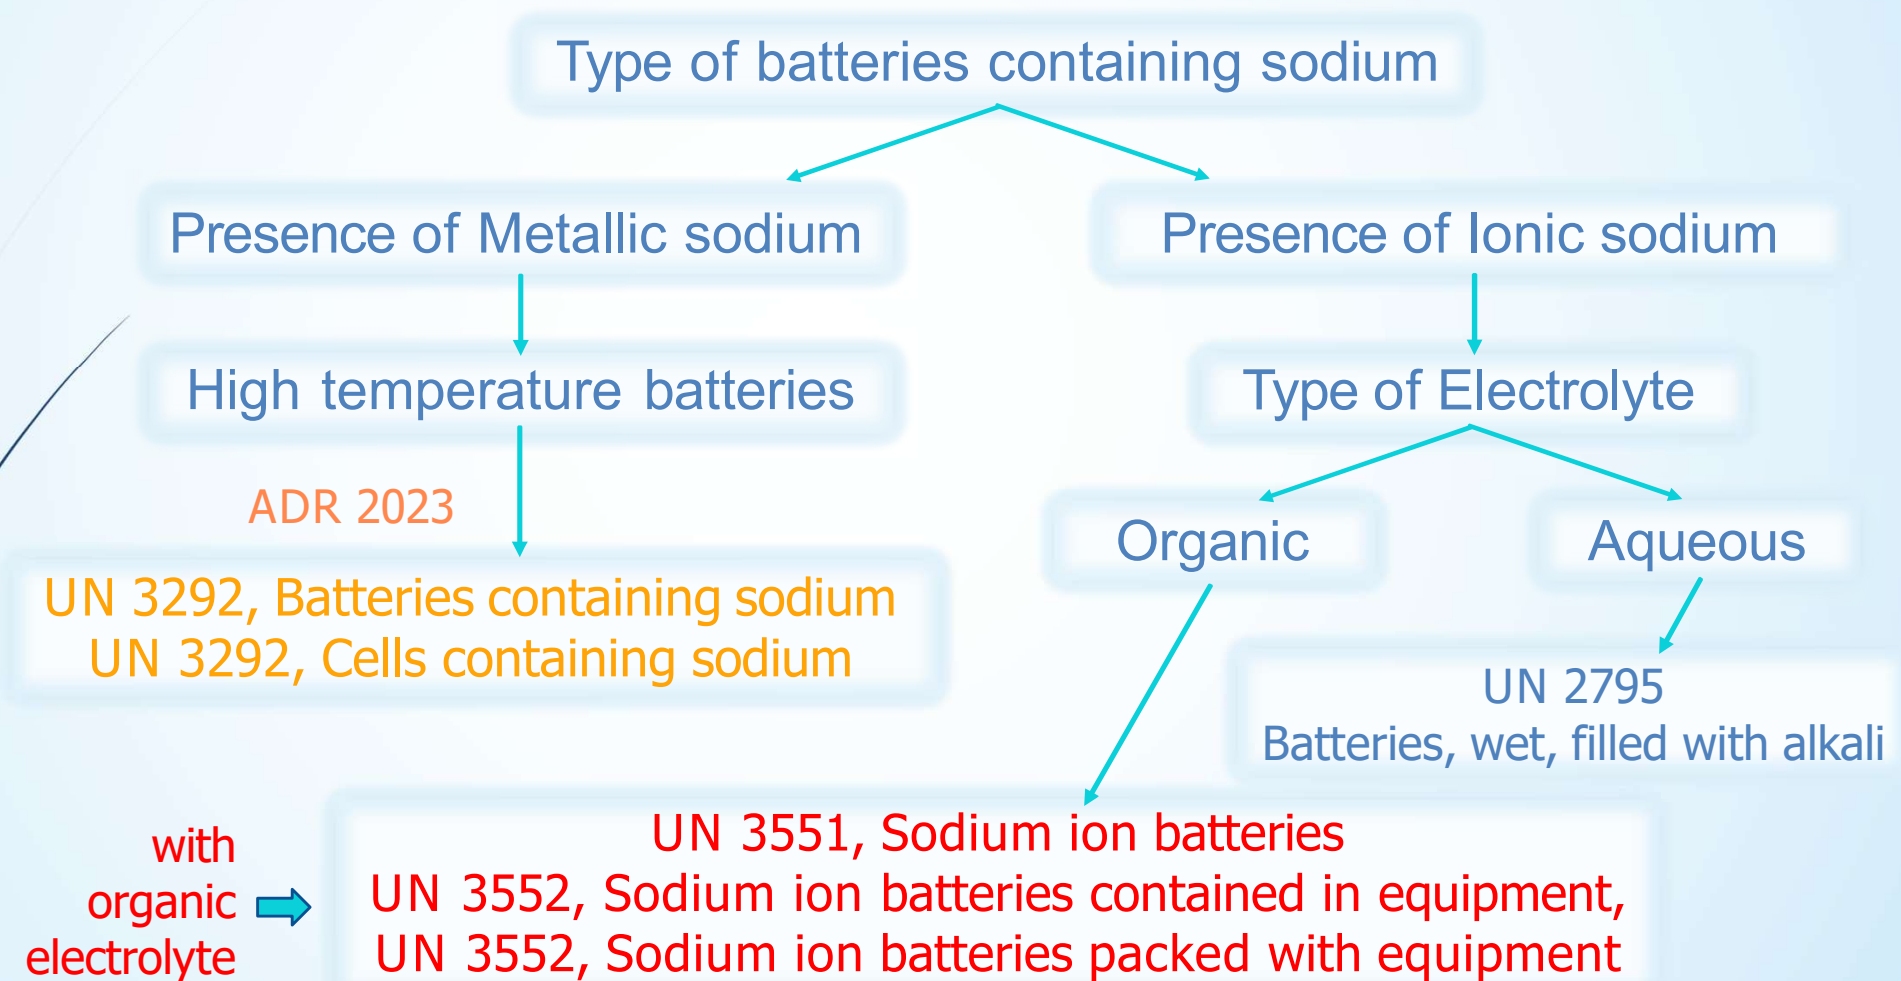 Type of batteries containing sodium
Presence of Metallic sodium
Presence of Ionic sodium
High temperature batteries
Type of Electrolyte
ADR 2023
Organic
Aqueous
UN 3292, Batteries containing sodium
UN 3292, Cells containing sodium
UN 2795
Batteries, wet, filled with alkali
with
organic
electrolyte
UN 3551, Sodium ion batteries
UN 3552, Sodium ion batteries contained in equipment,
UN 3552, Sodium ion batteries packed with equipment